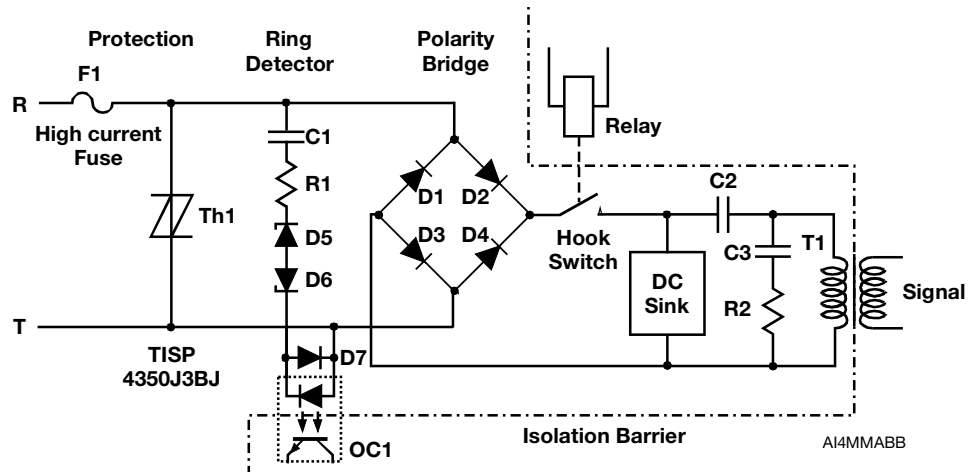 Protection
Ring
Detector
Polarity
Bridge
F1
R
High current
Fuse
Th1
C1
R1
D5
D6
D1
D2
D3
D4
Relay
Hook
Switch
C2
C3
T1
DC
Sink
R2
Signal
T
TISP
4350J3BJ
D7
OC1
Isolation Barrier
AI4MMABB